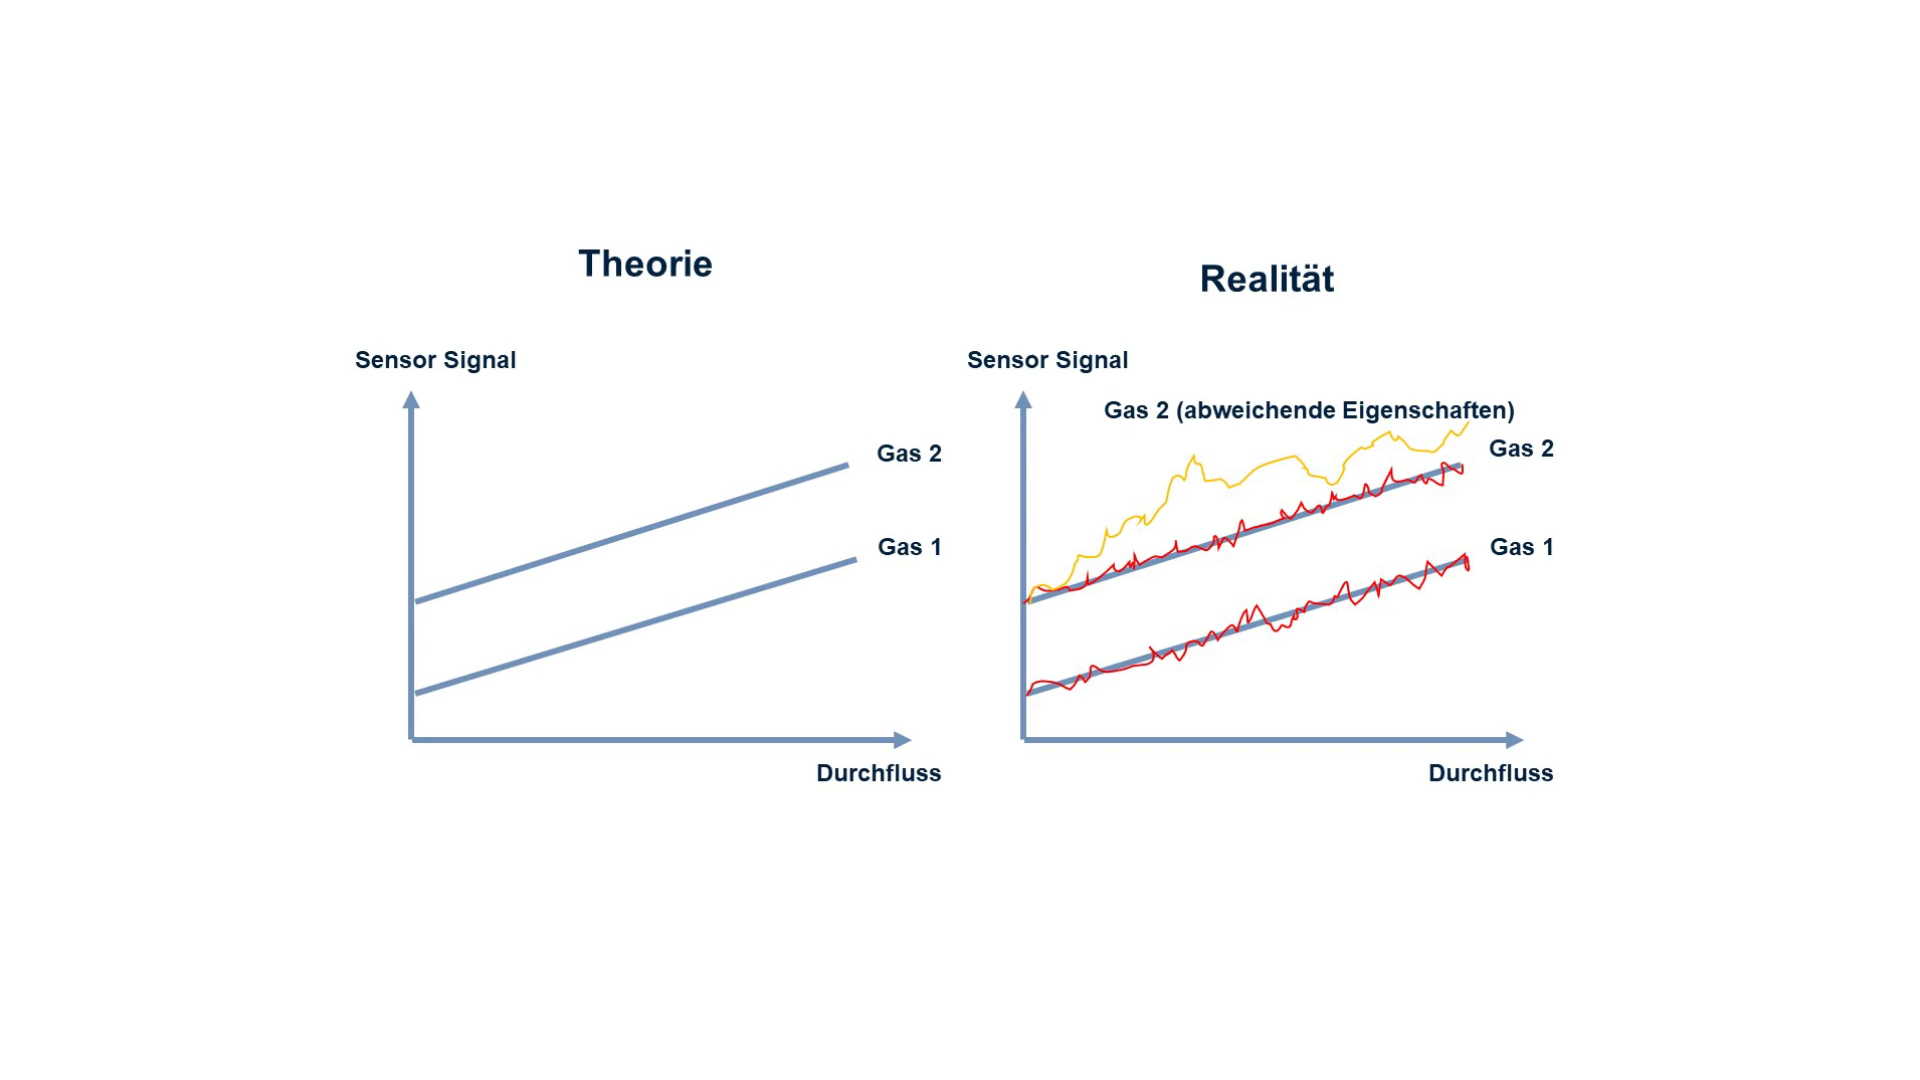 Theorie
Sensor Signal
Gas 2
Gas 1
Durchfluss
Realität
Sensor Signal
Gas 2 (abweichende Eigenschaften)
Gas 2
Gas 1
Durchfluss